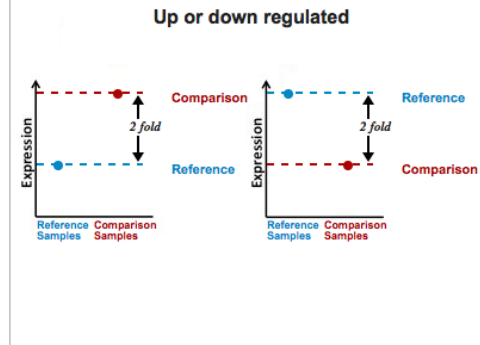 Up or down regulated
Expression
Comparison
2 fold
Reference
Reference Comparison
Samples Samples
Expression
Reference
2 fold
Comparison
Reference Comparison
Samples Samples